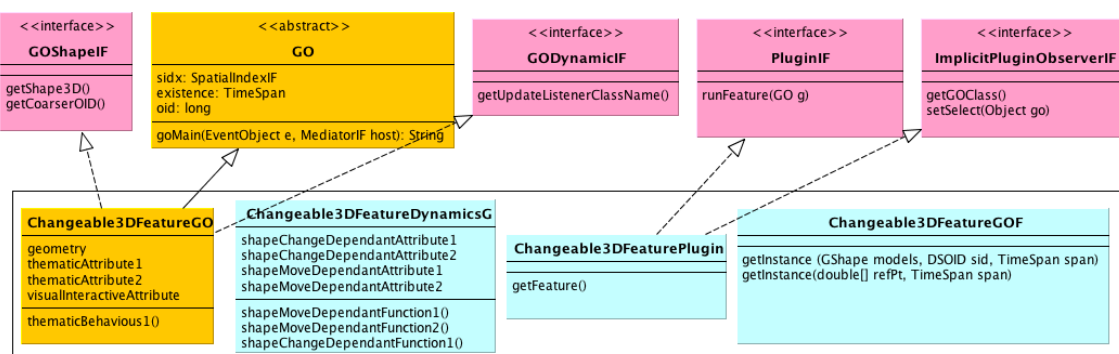 <<interface>>
GOShapeIF
getShape3D()
getCoarserOID()
<<abstract>>
GO
sidx: SpatialIndexIF
existence: TimeSpan
oid: long
goMain(EventObject e, MediatorIF host): String
<<interface>>
GODynamicIF
getUpdateListenerClassName()
<<interface>>
PluginIF
runFeature(GO g)
<<interface>>
ImplicitPluginObserverIF
getGOClass()
setSelect(Object go)
Changeable3DFeatureGO
geometry
thematicAttribute1
thematicAttribute2
visualInteractiveAttribute
thematicBehavious1()
Changeable3DFeatureDynamicsG
shapeChangeDependantAttribute1
shapeChangeDependantAttribute2
shapeMoveDependantAttribute1
shapeMoveDependantAttribute2
shapeMoveDependantFunction1()
shapeMoveDependantFunction2()
shapeChangeDependantFunction1()
Changeable3DFeaturePlugin
getFeature()
Changeable3DFeatureGOF
getInstance (GShape models, DSOID sid, TimeSpan span)
getInstance(double[] refPt, TimeSpan span)